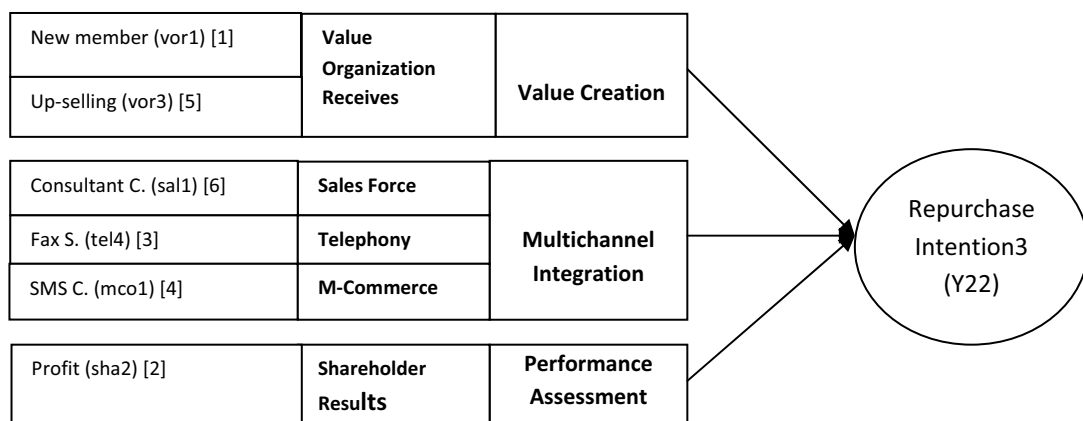 New member (vor1) [1]
Up-selling (vor3) [5]
Value
Organization
Receives
Value Creation
Consultant C. (sal1) [6]
Sales Force
Fax S. (tel4) [3]
Telephony
SMS C. (mco1) [4]
M-Commerce
Multichannel
Integration
Profit (sha2) [2]
Shareholder
Results
Performance
Assessment
Repurchase
Intention3
(Y22)